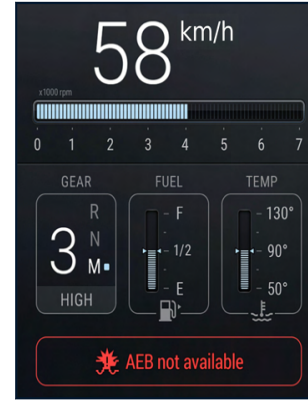 58 km/h
x1000 rpm
0 1 2 3 4 5 6 7
GEAR FUEL TEMP
R F 130°
3 N 1/2 90°
M E 50°
HIGH
AEB not available